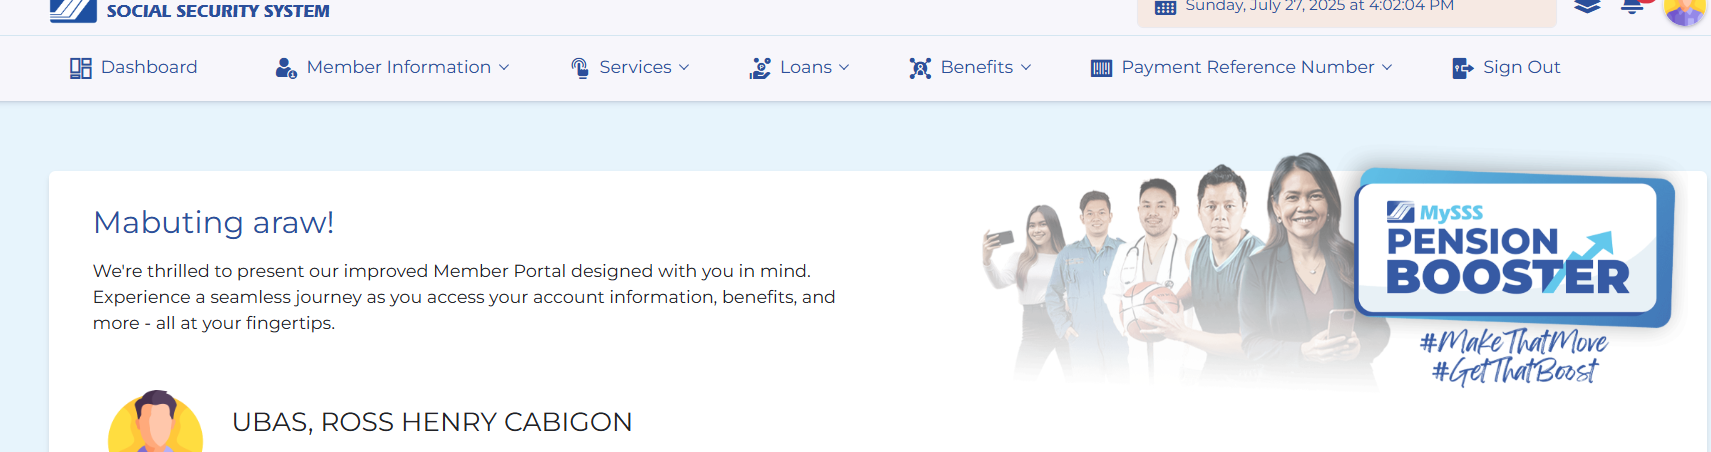 SOCIAL SECURITY SYSTEM
Sunday, July 27, 2025 at 4:02:04 PM
Dashboard
Member Information
Services
Loans
Benefits
Payment Reference Number
Sign Out
Mabuting araw!
We're thrilled to present our improved Member Portal designed with you in mind.
Experience a seamless journey as you access your account information, benefits, and
more - all at your fingertips.
MySSS
PENSION
BOOSTER
#MakeThatMove
#GetThatBoost
UBAS, ROSS HENRY CABIGON